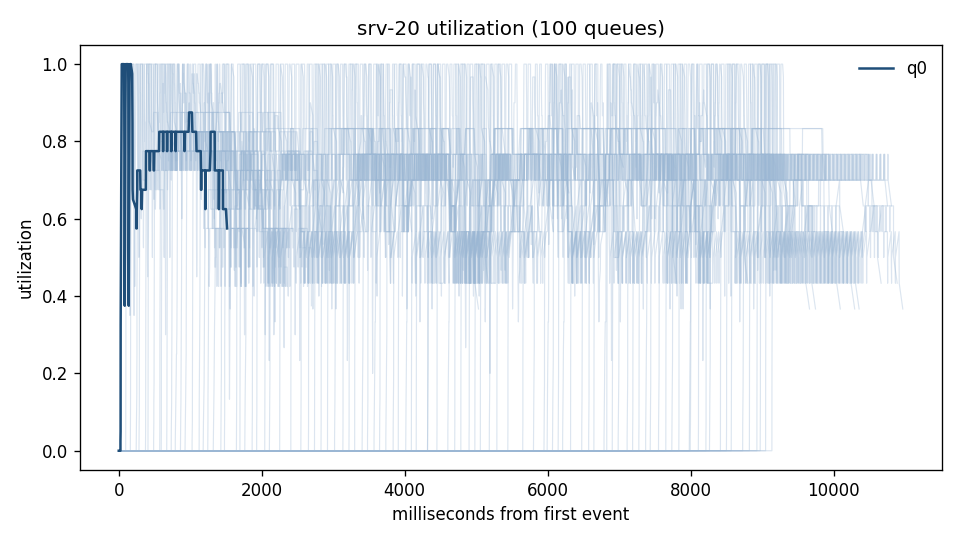 srv-20 utilization (100 queues)
q0
utilization
1.0
0.8
0.6
0.4
0.2
0.0
0 2000 4000 6000 8000 10000
milliseconds from first event